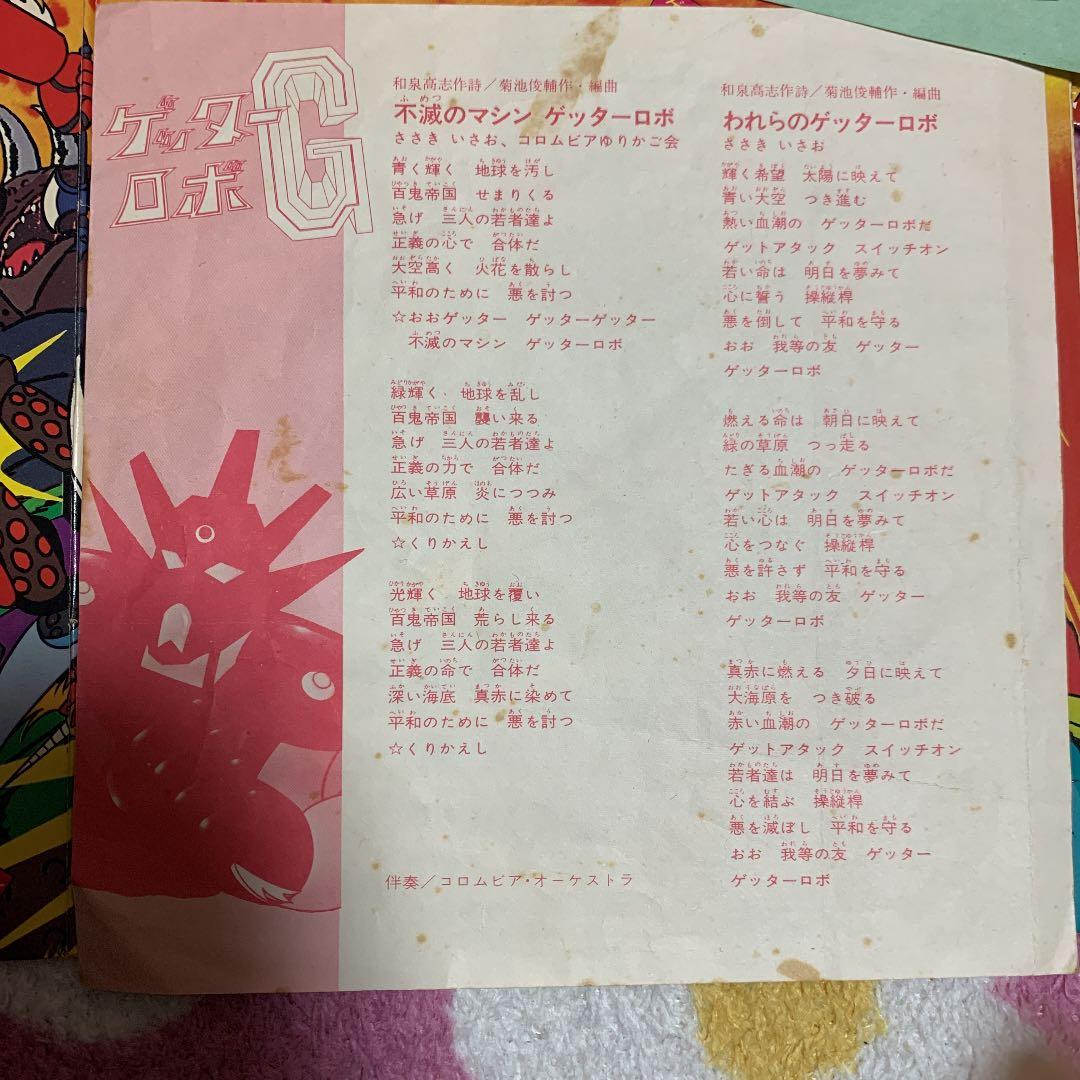 ゲッター
ロボG
和泉高志作詩／菊池俊輔作・編曲
不滅のマシン ゲッターロボ
ささき いさお、コロムビアゆりかご会
青く輝く 地球を汚し
百鬼帝国 せまりくる
急げ 三人の若者達よ
正義の心で 合体だ
大空高く 火花を散らし
平和のために 悪を討つ
☆おおゲッター ゲッターゲッター
不滅のマシン ゲッターロボ
緑輝く 地球を乱し
百鬼帝国 襲い来る
急げ 三人の若者達よ
正義の力で 合体だ
広い草原 炎につつみ
平和のために 悪を討つ
☆くりかえし
光輝く 地球を覆い
百鬼帝国 荒らし来る
急げ 三人の若者達よ
正義の命で 合体だ
深い海底 真赤に染めて
平和のために 悪を討つ
☆くりかえし
伴奏／コロムビア・オーケストラ
和泉高志作詩／菊池俊輔作・編曲
われらのゲッターロボ
ささき いさお
輝く希望 太陽に映えて
青い大空 つき進む
熱い血潮の ゲッターロボだ
ゲットアタック スイッチオン
若い命は 明日を夢みて
心に誓う 操縦桿
悪を倒して 平和を守る
おお 我等の友 ゲッター
ゲッターロボ
燃える命は 朝日に映えて
緑の草原 つっ走る
たぎる血潮の ゲッターロボだ
ゲットアタック スイッチオン
若い心は 明日を夢みて
心をつなぐ 操縦桿
悪を許さず 平和を守る
おお 我等の友 ゲッター
ゲッターロボ
真赤に燃える 夕日に映えて
大海原を つき破る
赤い血潮の ゲッターロボだ
ゲットアタック スイッチオン
若者達は 明日を夢みて
心を結ぶ 操縦桿
悪を滅ぼし 平和を守る
おお 我等の友 ゲッター
ゲッターロボ